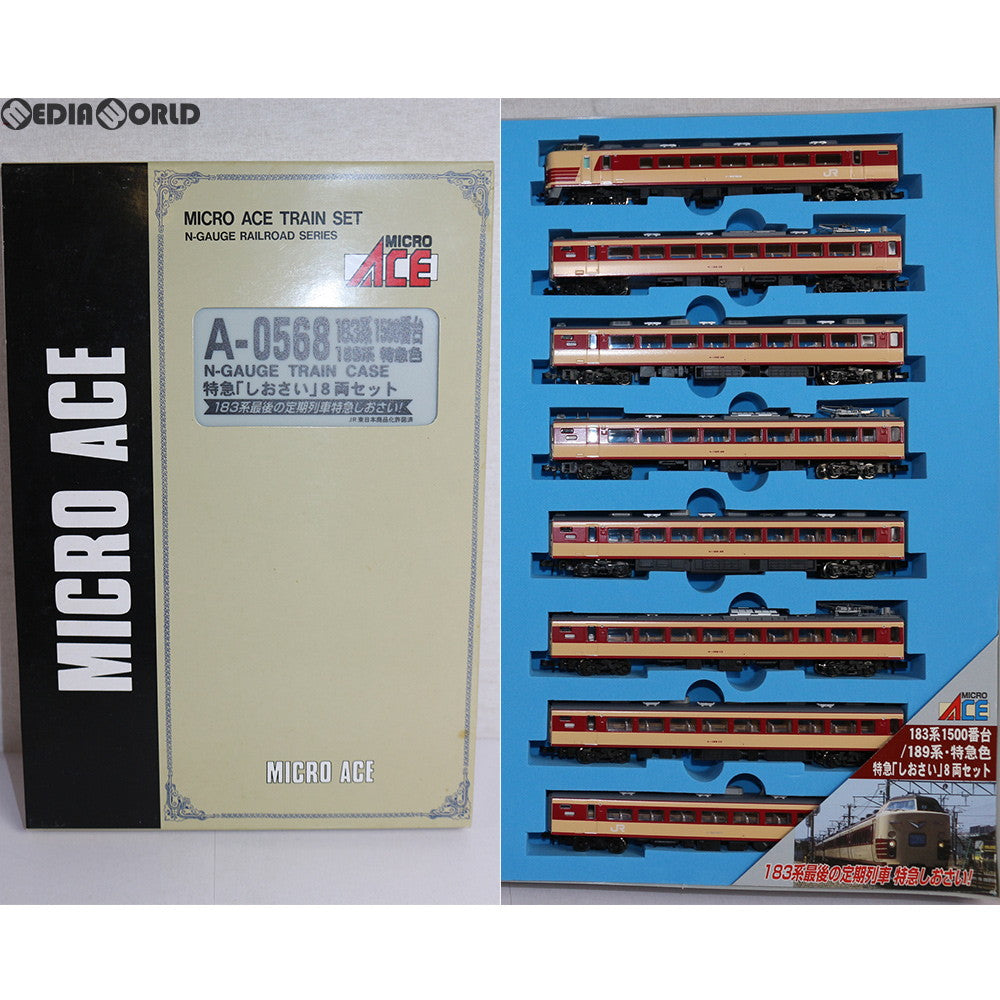 MEDIAWORLD
MICRO ACE
MICRO ACE TRAIN SET
N-GAUGE RAILROAD SERIES
MICRO
ACE
A-0568 183系1500番台
189系 特急色
N-GAUGE TRAIN CASE
特急「しおさい」8両セット
183系最後の定期列車特急しおさい!
JR東日本商品化許諾済
MICRO ACE
JR
JR
MICRO
ACE
183系1500番台
/189系・特急色
特急「しおさい」8両セット
183系最後の定期列車 特急しおさい!